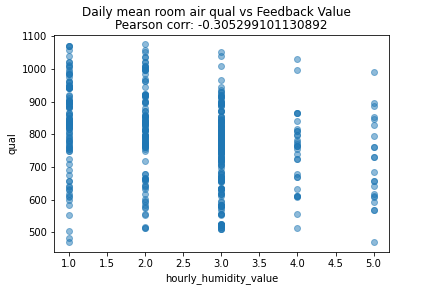 Daily mean room air qual vs Feedback Value
Pearson corr: -0.305299101130892
1100
1000
900
800
700
600
500
qual
1.0 1.5 2.0 2.5 3.0 3.5 4.0 4.5 5.0
hourly_humidity_value